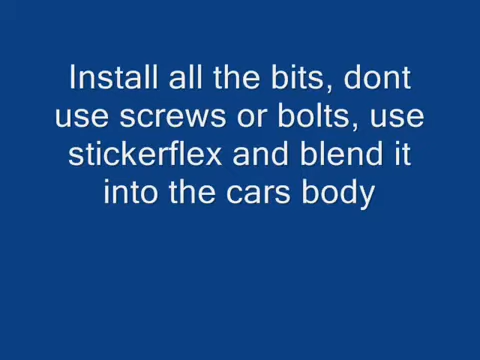 Install all the bits, dont
use screws or bolts, use
stickerflex and blend it
into the cars body